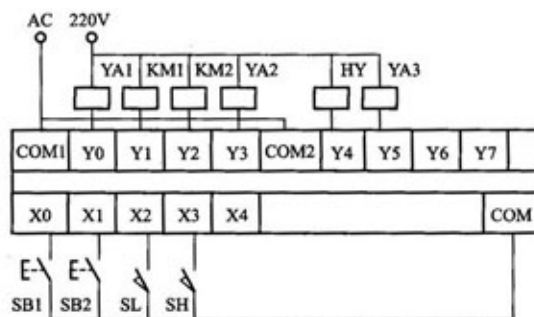 AC 220V
YA1 KM1 KM2 YA2 HY YA3
COM1 Y0 Y1 Y2 Y3 COM2 Y4 Y5 Y6 Y7
X0 X1 X2 X3 X4 COM
SB1 SB2 SL SH